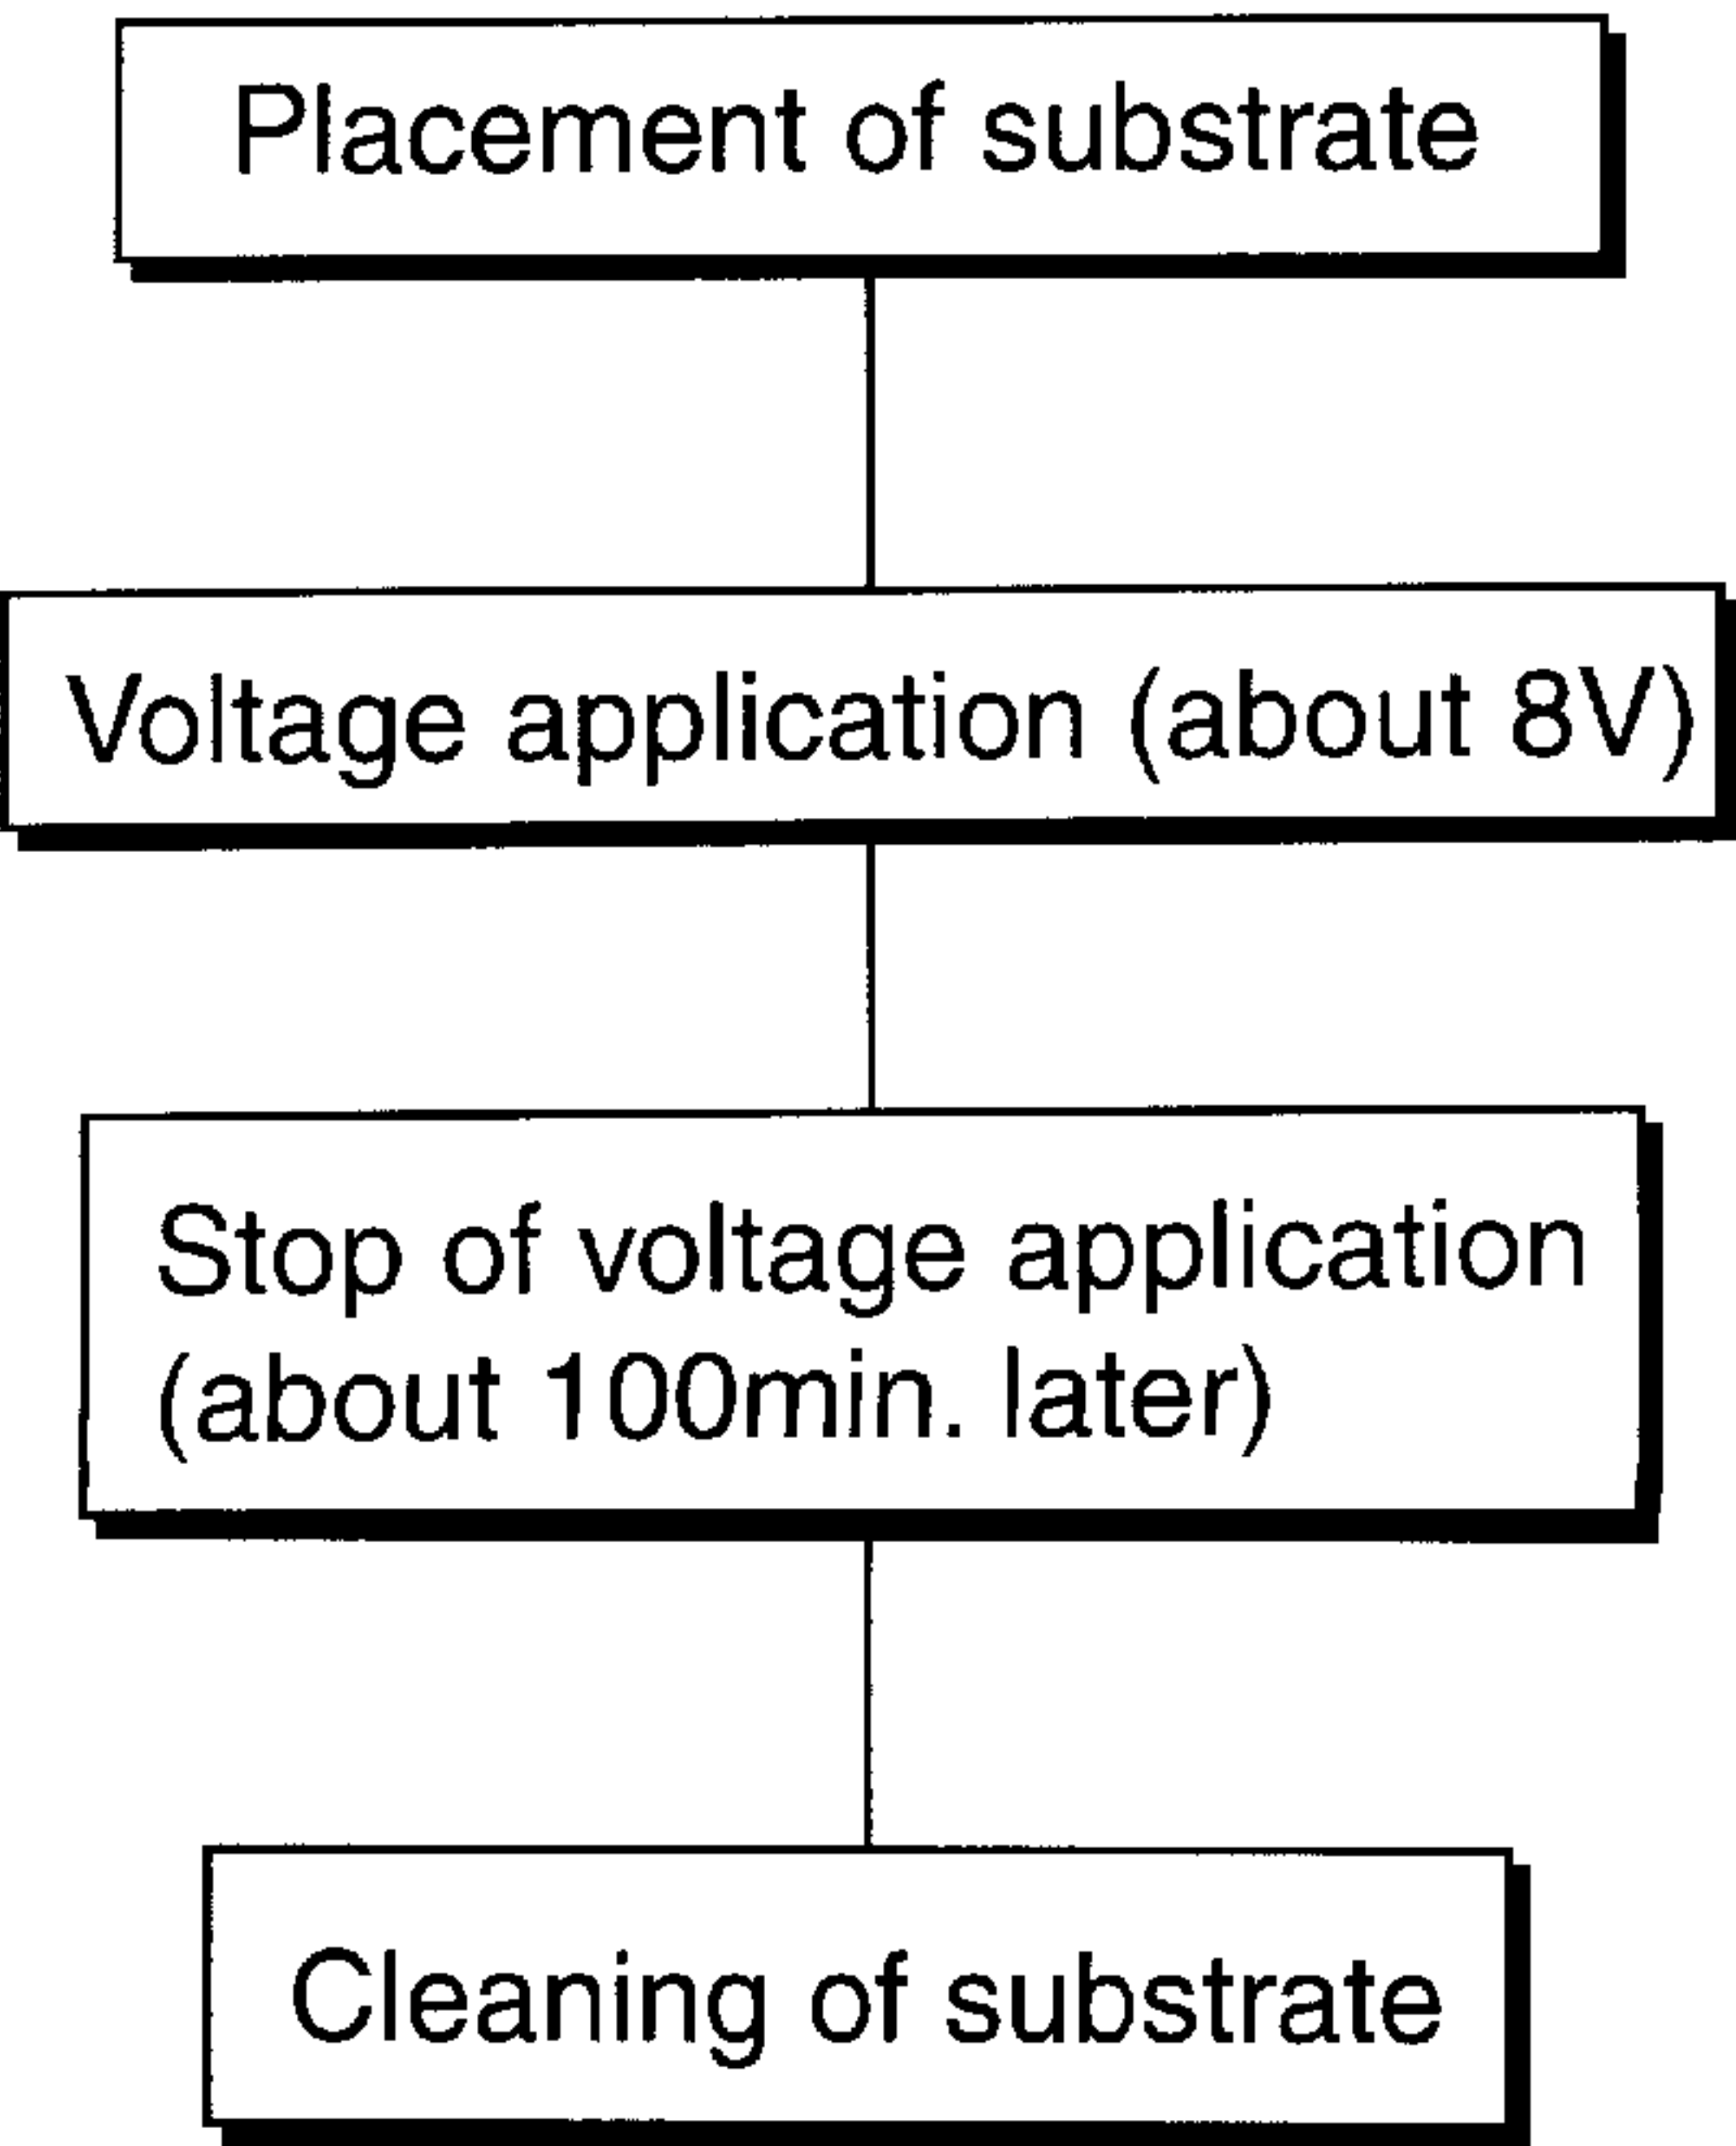 Placement of substrate
Voltage application (about 8V)
Stop of voltage application
(about 100min. later)
Cleaning of substrate